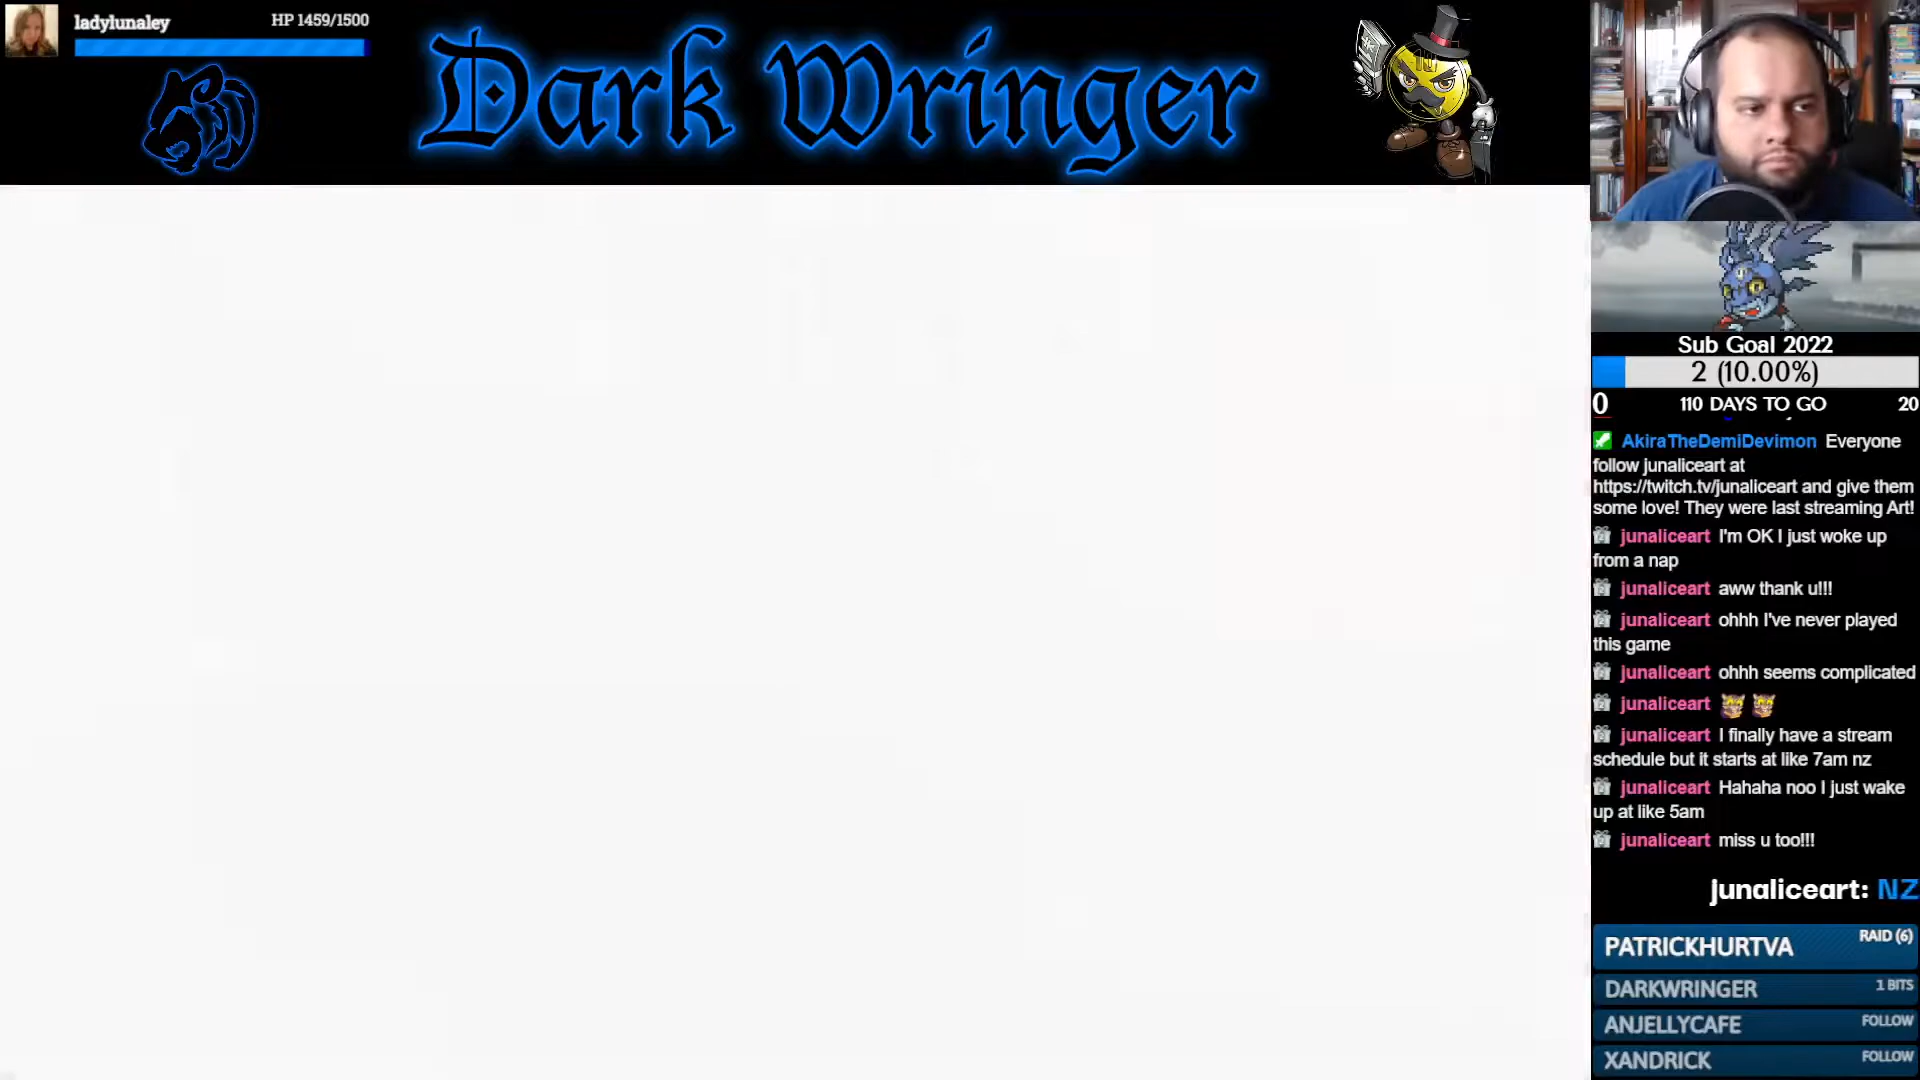 ladylunaley
HP 1459/1500
Dark Wringer
Sub Goal 2022
2 (10.00%)
0
110 DAYS TO GO
20
AkiraTheDemiDevimon Everyone
follow junaliceart at
https://twitch.tv/junaliceart and give them
some love! They were last streaming Art!
junaliceart I'm OK I just woke up
from a nap
junaliceart aww thank u!!!
junaliceart ohhh I've never played
this game
junaliceart ohhh seems complicated
junaliceart
junaliceart I finally have a stream
schedule but it starts at like 7am nz
junaliceart Hahaha noo I just wake
up at like 5am
junaliceart miss u too!!!
junaliceart: NZ
PATRICKHURTVA RAID (6)
DARKWRINGER 1 BITS
ANJELLYCAFE FOLLOW
XANDRICK FOLLOW